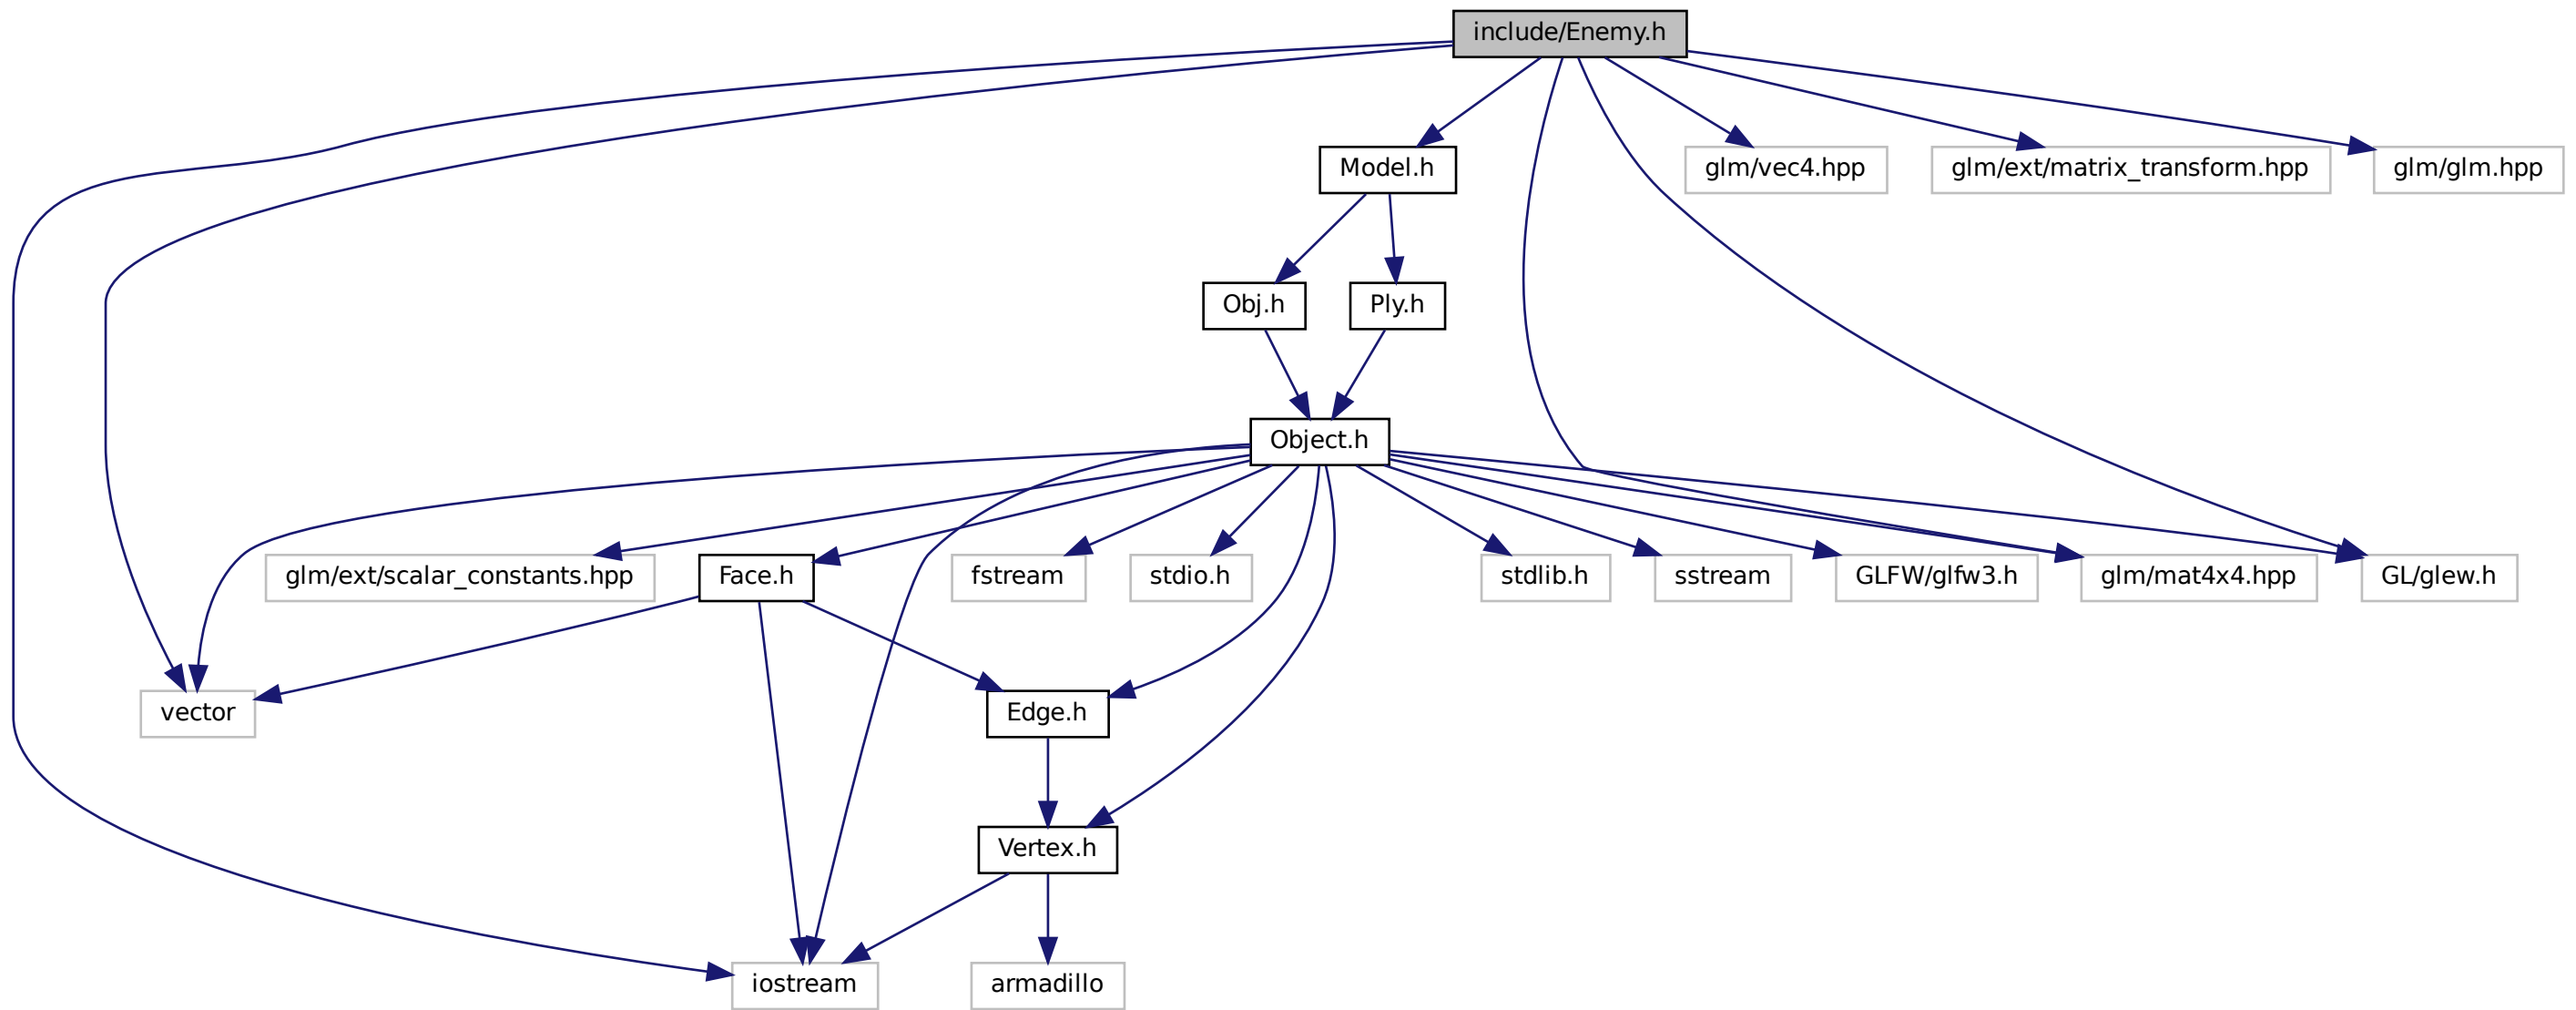 include/Enemy.h
Model.h
glm/vec4.hpp
glm/ext/matrix_transform.hpp
glm/glm.hpp
Obj.h
Ply.h
Object.h
glm/ext/scalar_constants.hpp
Face.h
fstream
stdio.h
stdlib.h
sstream
GLFW/glfw3.h
glm/mat4x4.hpp
GL/glew.h
vector
Edge.h
Vertex.h
iostream
armadillo